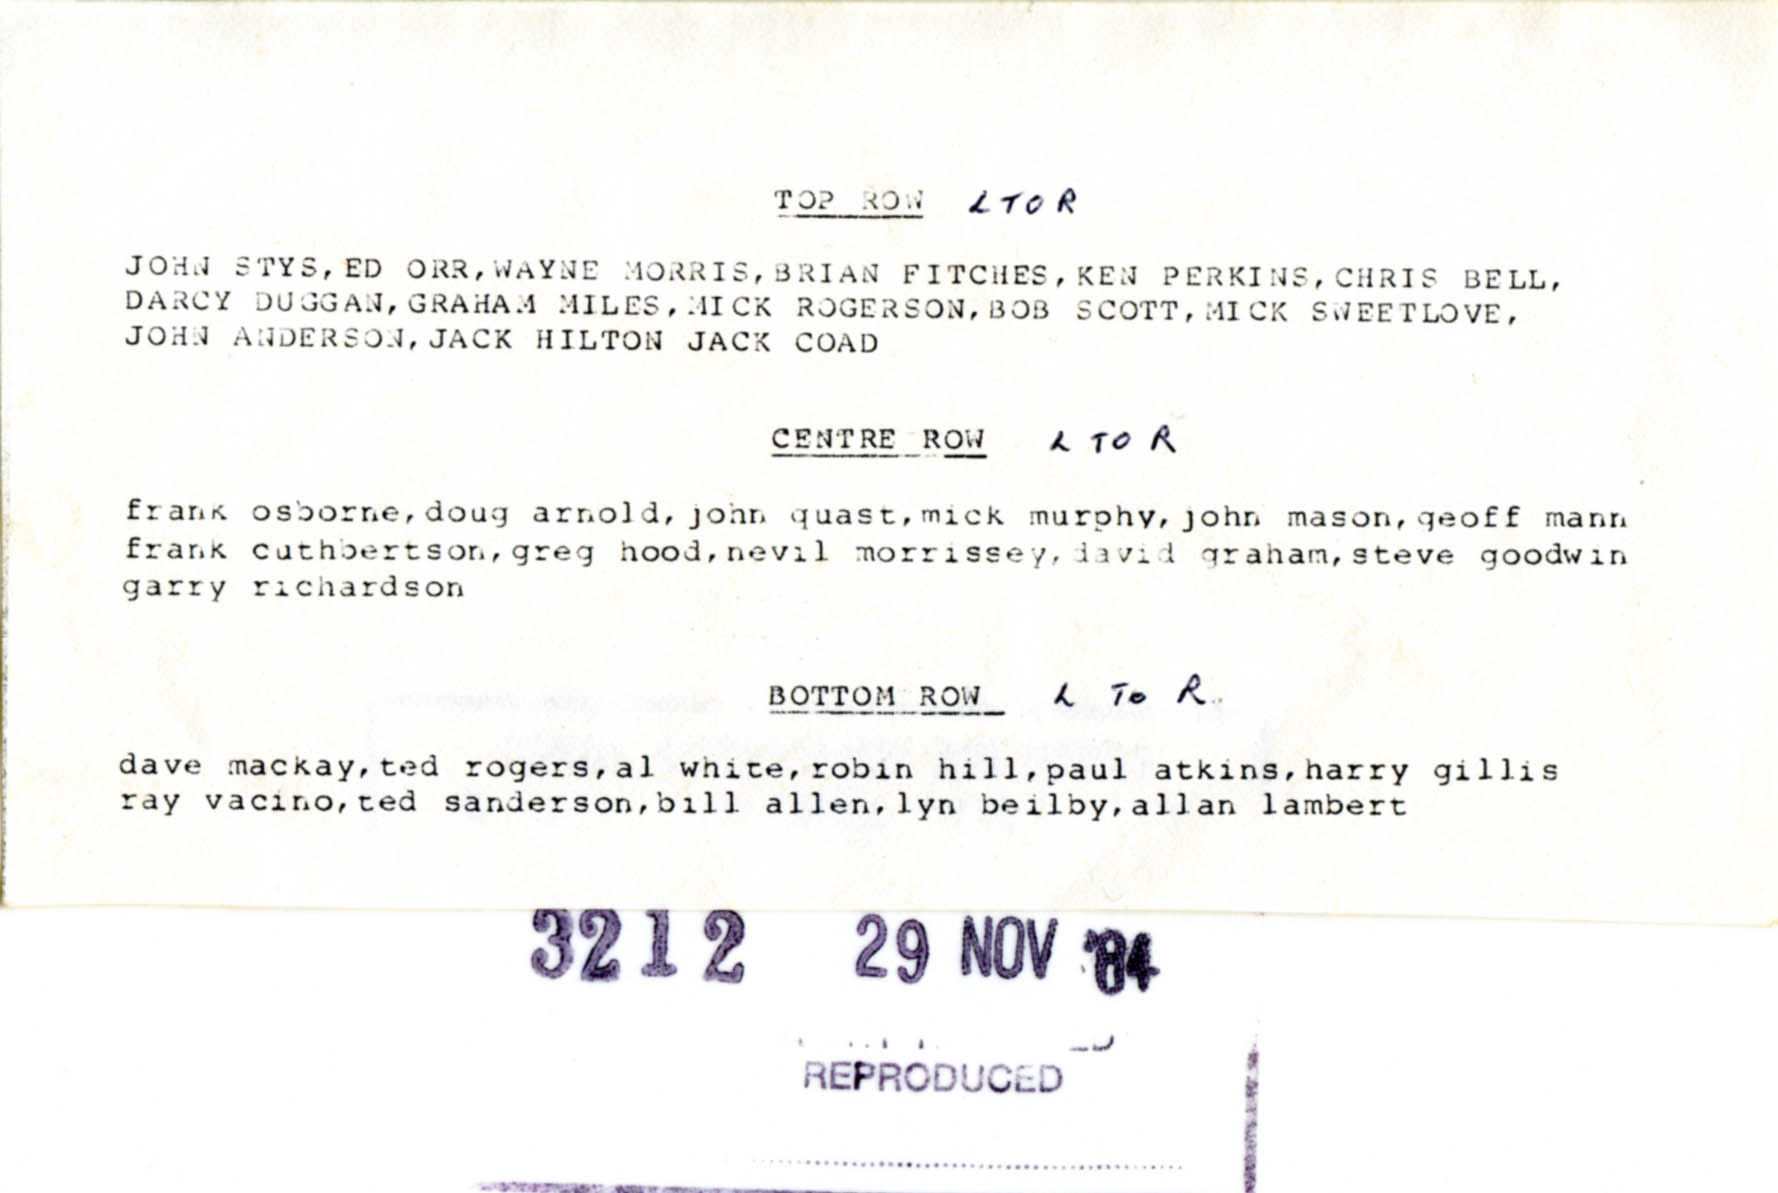 TOP ROW L TO R
JOHN STYS,ED ORR,WAYNE MORRIS,BRIAN FITCHES,KEN PERKINS,CHRIS BELL,
DARCY DUGGAN,GRAHAM MILES,MICK ROGERSON,BOB SCOTT,MICK SWEETLOVE,
JOHN ANDERSON,JACK HILTON JACK COAD
CENTRE ROW L TO R
frank osborne,doug arnold,john quast,mick murphy,john mason,geoff mann
frank cuthbertson,greg hood,nevil morrissey,david graham,steve goodwin
garry richardson
BOTTOM ROW L To R
dave mackay,ted rogers,al white,robin hill,paul atkins,harry gillis
ray vacino,ted sanderson,bill allen,lyn beilby,allan lambert
3212 29 NOV '84
REPRODUCED